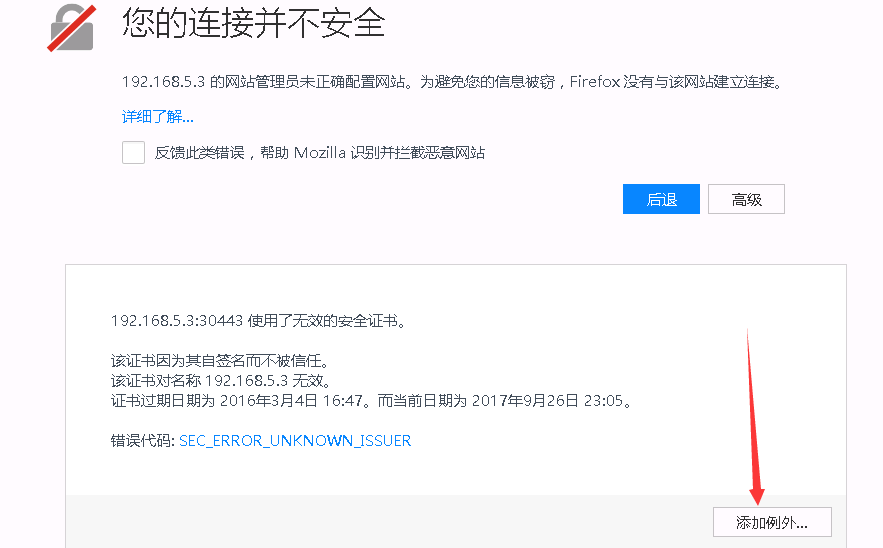 您的连接并不安全
192.168.5.3 的网站管理员未正确配置网站。为避免您的信息被窃，Firefox 没有与该网站建立连接。
详细了解...
反馈此类错误，帮助 Mozilla 识别并拦截恶意网站
后退
高级
192.168.5.3:30443 使用了无效的安全证书。
该证书因为其自签名而不被信任。
该证书对名称 192.168.5.3 无效。
证书过期日期为 2016年3月4日 16:47。而当前日期为 2017年9月26日 23:05。
错误代码: SEC_ERROR_UNKNOWN_ISSUER
添加例外...